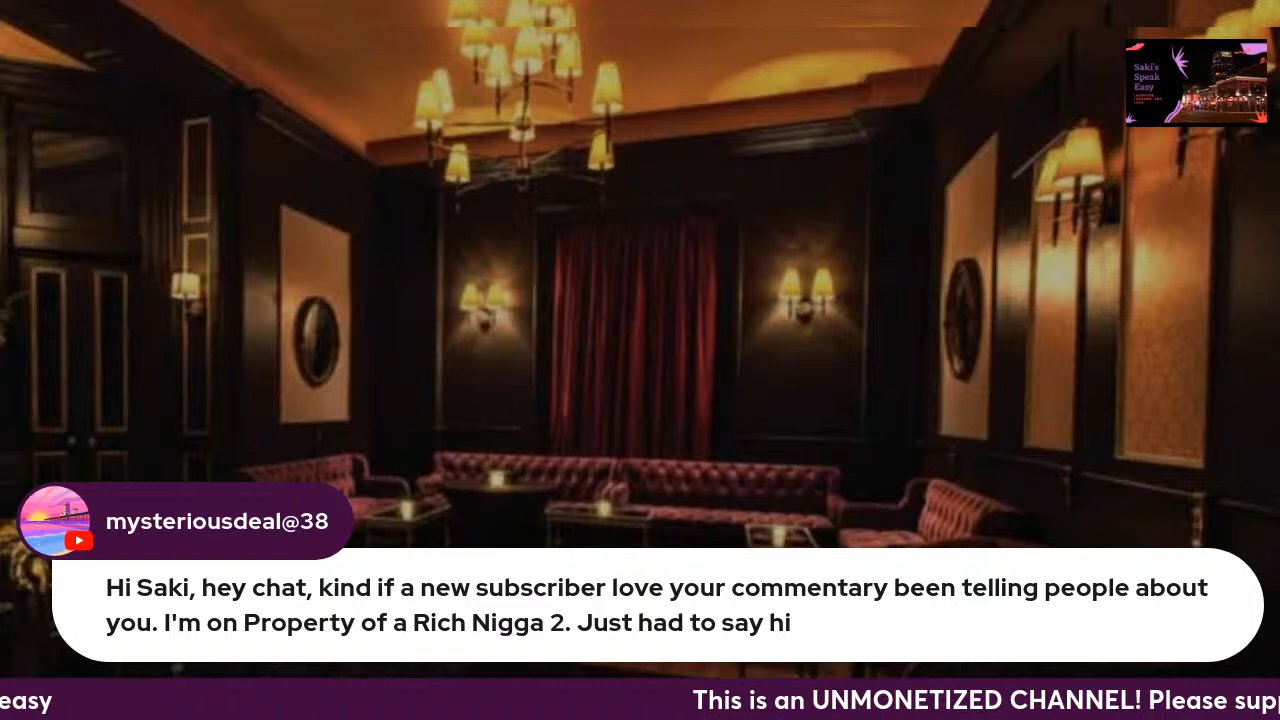 Saki's
Speak
Easy
mysteriousdeal@38
Hi Saki, hey chat, kind if a new subscriber love your commentary been telling people about
you. I'm on Property of a Rich Nigga 2. Just had to say hi
easy
This is an UNMONETIZED CHANNEL! Please supp